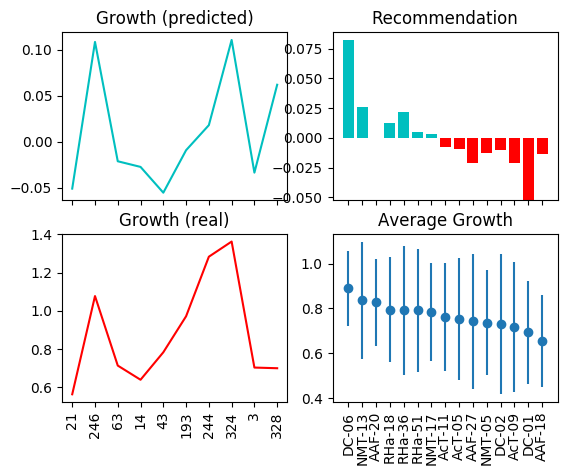 Growth (predicted)
0.10
0.05
0.00
−0.05
Recommendation
0.075
0.050
0.025
0.000
−0.025
−0.050
Growth (real)
1.4
1.2
1.0
0.8
0.6
21
246
63
14
43
193
244
324
3
328
Average Growth
1.0
0.8
0.6
0.4
DC-06
NMT-13
AAF-20
RHa-18
RHa-36
RHa-51
NMT-17
AcT-11
AcT-05
AAF-27
NMT-05
DC-02
AcT-09
DC-01
AAF-18